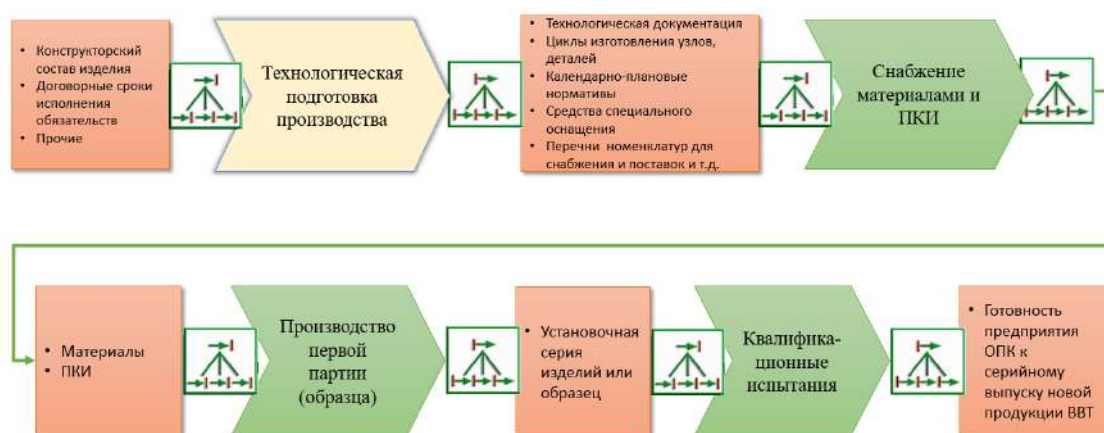 • Конструкторский
состав изделия
• Договорные сроки
исполнения
обязательств
• Прочие
Технологическая
подготовка
производства
• Технологическая документация
• Циклы изготовления узлов,
деталей
• Календарно-плановые
нормативы
• Средства специального
оснащения
• Перечни номенклатур для
снабжения и поставок и т.д.
Снабжение
материалами и
ПКИ
• Материалы
• ПКИ
Производство
первой
партии
(образца)
• Установочная
серия
изделий или
образец
Квалифика-
ционные
испытания
• Готовность
предприятия
ОПК к
серийному
выпуску новой
продукции ВВТ